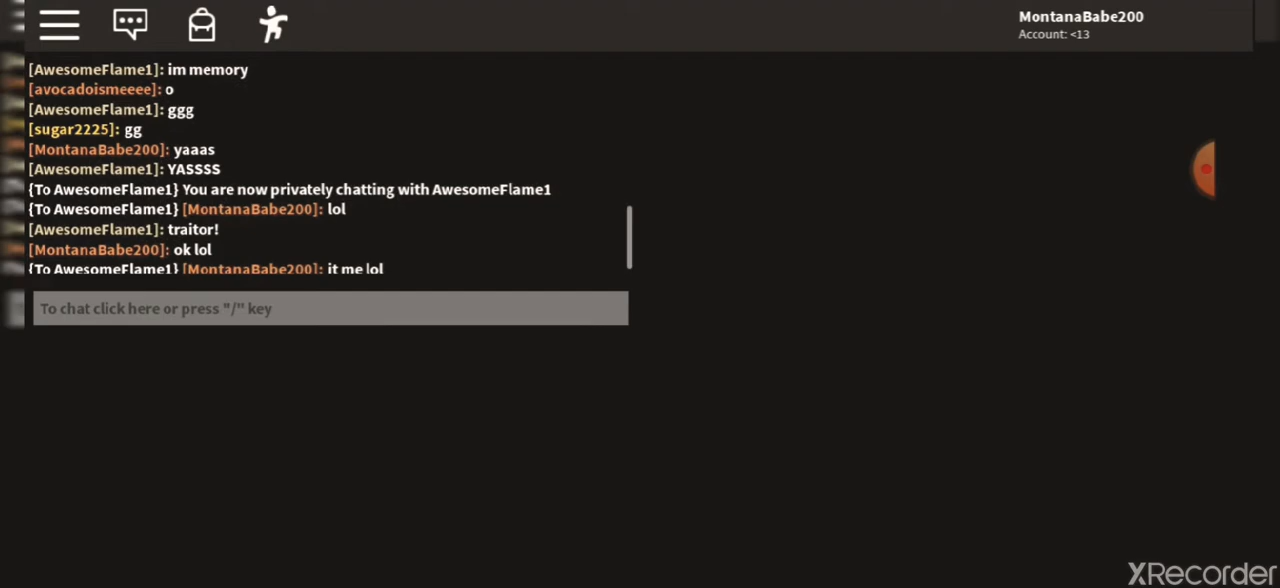 MontanaBabe200
Account: <13
[AwesomeFlame1]: im memory
[avocadoismeeee]: o
[AwesomeFlame1]: ggg
[sugar2225]: gg
[MontanaBabe200]: yaaas
[AwesomeFlame1]: YASSSS
{To AwesomeFlame1} You are now privately chatting with AwesomeFlame1
{To AwesomeFlame1} [MontanaBabe200]: lol
[AwesomeFlame1]: traitor!
[MontanaBabe200]: ok lol
{To AwesomeFlame1} [MontanaBabe200]: it me lol
To chat click here or press "/" key
XRecorder